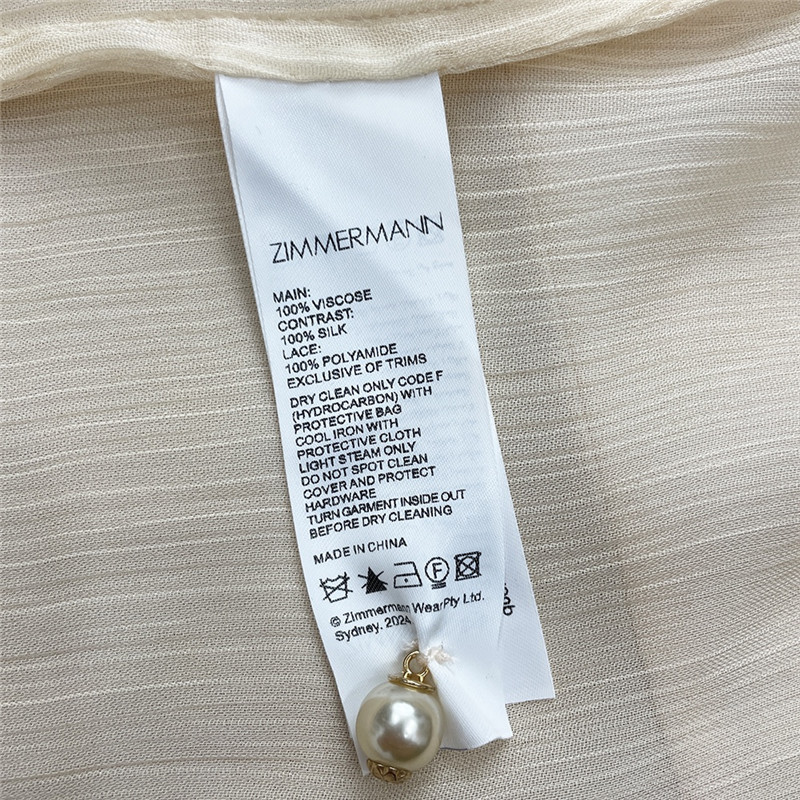 ZIMMERMANN
MAIN:
100% VISCOSE
CONTRAST:
100% SILK
LACE:
100% POLYAMIDE
EXCLUSIVE OF TRIMS
DRY CLEAN ONLY CODE F
(HYDROCARBON) WITH
PROTECTIVE BAG
COOL IRON WITH
PROTECTIVE CLOTH
LIGHT STEAM ONLY
DO NOT SPOT CLEAN
COVER AND PROTECT
HARDWARE
TURN GARMENT INSIDE OUT
BEFORE DRY CLEANING
MADE IN CHINA
F
© Zimmermann WearPty Ltd.
Sydney. 2024